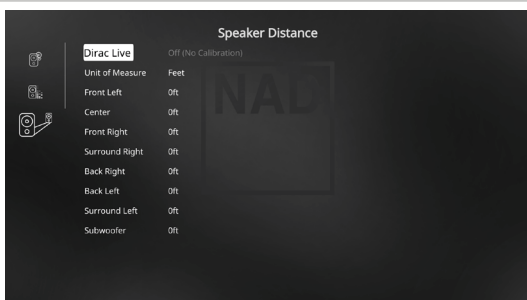 Speaker Distance
Dirac Live Off (No Calibration)
Unit of Measure Feet
Front Left 0ft
Center 0ft
Front Right 0ft
Surround Right 0ft
Back Right 0ft
Back Left 0ft
Surround Left 0ft
Subwoofer 0ft
NAD